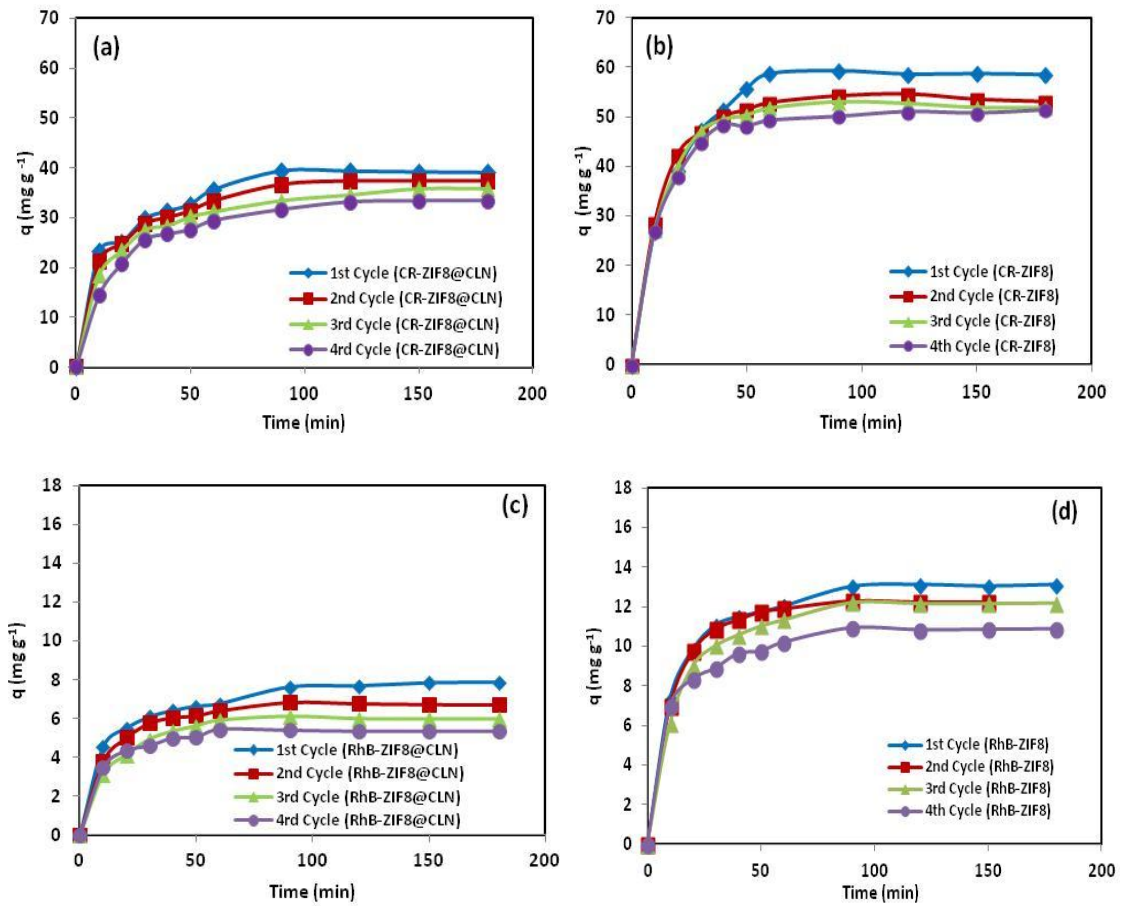 (a)
70
60
50
40
30
20
10
0
q (mg g⁻¹)
1st Cycle (CR-ZIF8@CLN)
2nd Cycle (CR-ZIF8@CLN)
3rd Cycle (CR-ZIF8@CLN)
4rd Cycle (CR-ZIF8@CLN)
0 50 100 150 200
Time (min)
(b)
70
60
50
40
30
20
10
0
q (mg g⁻¹)
1st Cycle (CR-ZIF8)
2nd Cycle (CR-ZIF8)
3rd Cycle (CR-ZIF8)
4th Cycle (CR-ZIF8)
0 50 100 150 200
Time (min)
(c)
18
16
14
12
10
8
6
4
2
0
q (mg g⁻¹)
1st Cycle (RhB-ZIF8@CLN)
2nd Cycle (RhB-ZIF8@CLN)
3rd Cycle (RhB-ZIF8@CLN)
4rd Cycle (RhB-ZIF8@CLN)
0 50 100 150 200
Time (min)
(d)
18
16
14
12
10
8
6
4
2
0
q (mg g⁻¹)
1st Cycle (RhB-ZIF8)
2nd Cycle (RhB-ZIF8)
3rd Cycle (RhB-ZIF8)
4th Cycle (RhB-ZIF8)
0 50 100 150 200
Time (min)